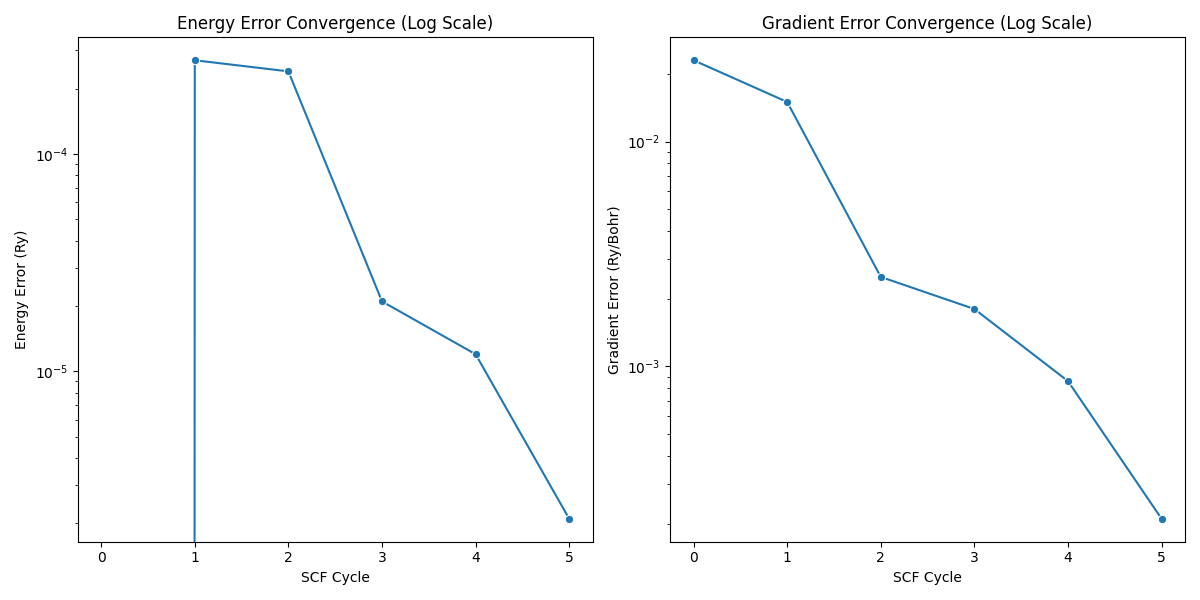 Energy Error Convergence (Log Scale)
Energy Error (Ry)
10⁻⁴
10⁻⁵
0 1 2 3 4 5
SCF Cycle
Gradient Error Convergence (Log Scale)
Gradient Error (Ry/Bohr)
10⁻²
10⁻³
0 1 2 3 4 5
SCF Cycle